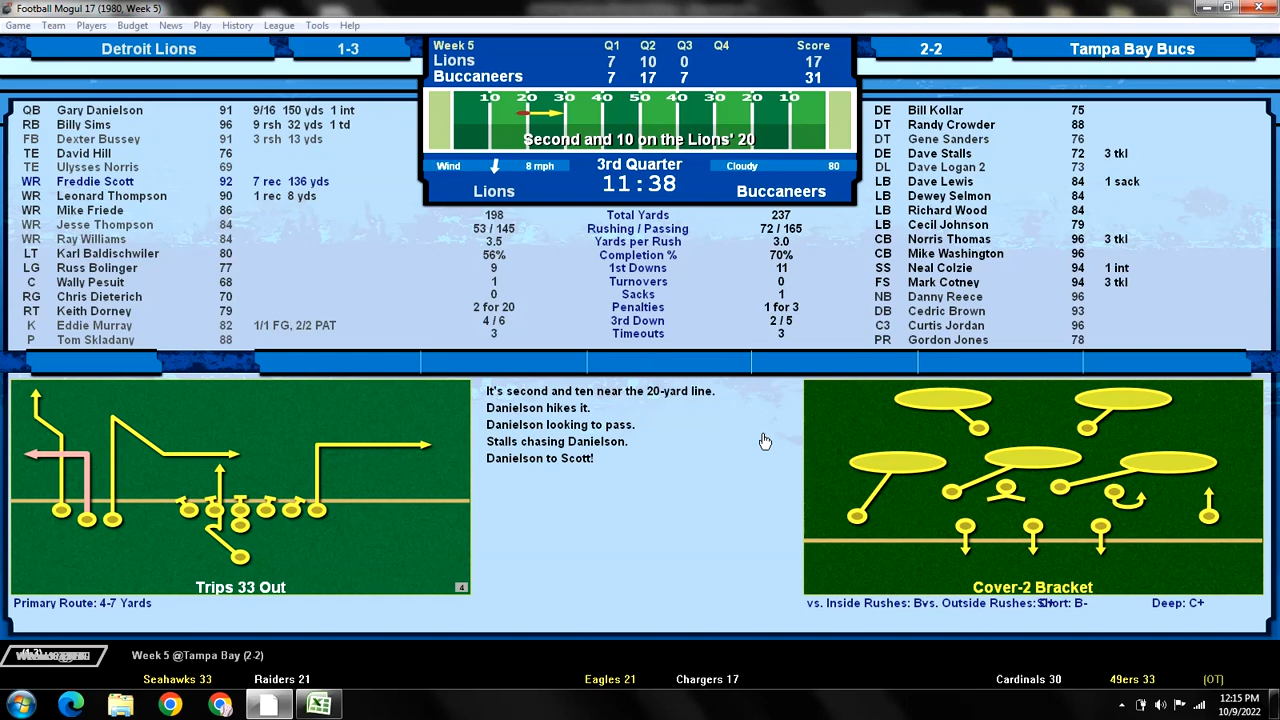 Football Mogul 17 (1980, Week 5)
Game Team Players Budget News Play History League Tools Help
Detroit Lions 1-3
Week 5 Q1 Q2 Q3 Q4 Score
Lions 7 10 0 17
Buccaneers 7 17 7 31
2-2 Tampa Bay Bucs
10 20 30 40 50 40 30 20 10
Second and 10 on the Lions' 20
Wind 8 mph 3rd Quarter Cloudy 80
Lions 11:38 Buccaneers
QB Gary Danielson 91 9/16 150 yds 1 int
RB Billy Sims 96 9 rsh 32 yds 1 td
FB Dexter Bussey 91 3 rsh 13 yds
TE David Hill 76
TE Ulysses Norris 69
WR Freddie Scott 92 7 rec 136 yds
WR Leonard Thompson 90 1 rec 8 yds
WR Mike Friede 86
WR Jesse Thompson 84
WR Ray Williams 84
LT Karl Baldischwiler 80
LG Russ Bolinger 77
C Wally Pesuit 68
RG Chris Dieterich 70
RT Keith Dorney 79
K Eddie Murray 82 1/1 FG, 2/2 PAT
P Tom Skladany 88
198 Total Yards 237
53 / 145 Rushing / Passing 72 / 165
3.5 Yards per Rush 3.0
56% Completion % 70%
9 1st Downs 11
1 Turnovers 0
0 Sacks 1
2 for 20 Penalties 1 for 3
4 / 6 3rd Down 2 / 5
3 Timeouts 3
DE Bill Kollar 75
DT Randy Crowder 88
DT Gene Sanders 76
DE Dave Stalls 72 3 tkl
DL Dave Logan 2 73
LB Dave Lewis 84 1 sack
LB Dewey Selmon 84
LB Richard Wood 84
LB Cecil Johnson 79
CB Norris Thomas 96 3 tkl
CB Mike Washington 96
SS Neal Colzie 94 1 int
FS Mark Cotney 94 3 tkl
NB Danny Reece 96
DB Cedric Brown 93
C3 Curtis Jordan 96
PR Gordon Jones 78
Trips 33 Out
4
Primary Route: 4-7 Yards
It's second and ten near the 20-yard line.
Danielson hikes it.
Danielson looking to pass.
Stalls chasing Danielson.
Danielson to Scott!
Cover-2 Bracket
vs. Inside Rushes: B vs. Outside Rushes: Short: B- Deep: C+
Week 5 @Tampa Bay (2-2)
Seahawks 33 Raiders 21 Eagles 21 Chargers 17 Cardinals 30 49ers 33 (OT)
12:15 PM
10/9/2022